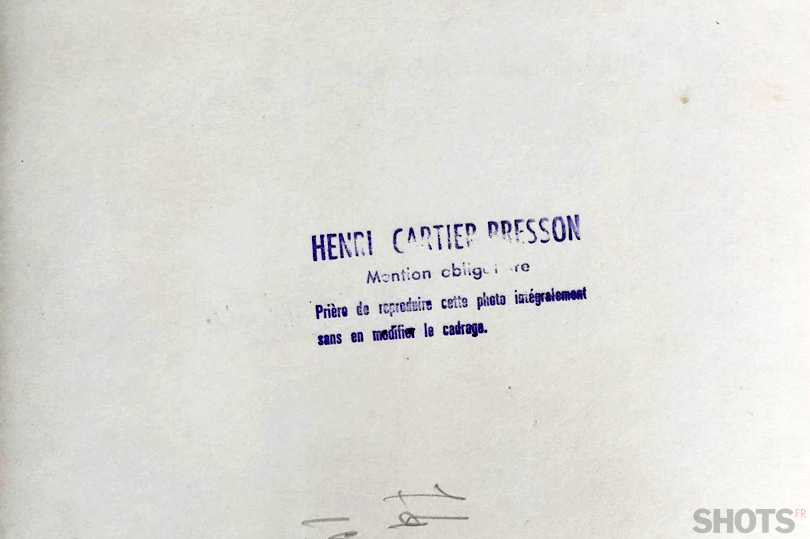 HENRI CARTIER BRESSON
Mention obligatoire
Prière de reproduire cette photo intégralement
sans en modifier le cadrage.
SHOTS FR